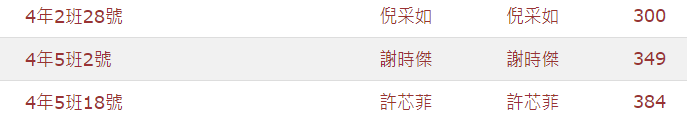 4年2班28號 倪采如 倪采如 300
4年5班2號 謝時傑 謝時傑 349
4年5班18號 許芯菲 許芯菲 384